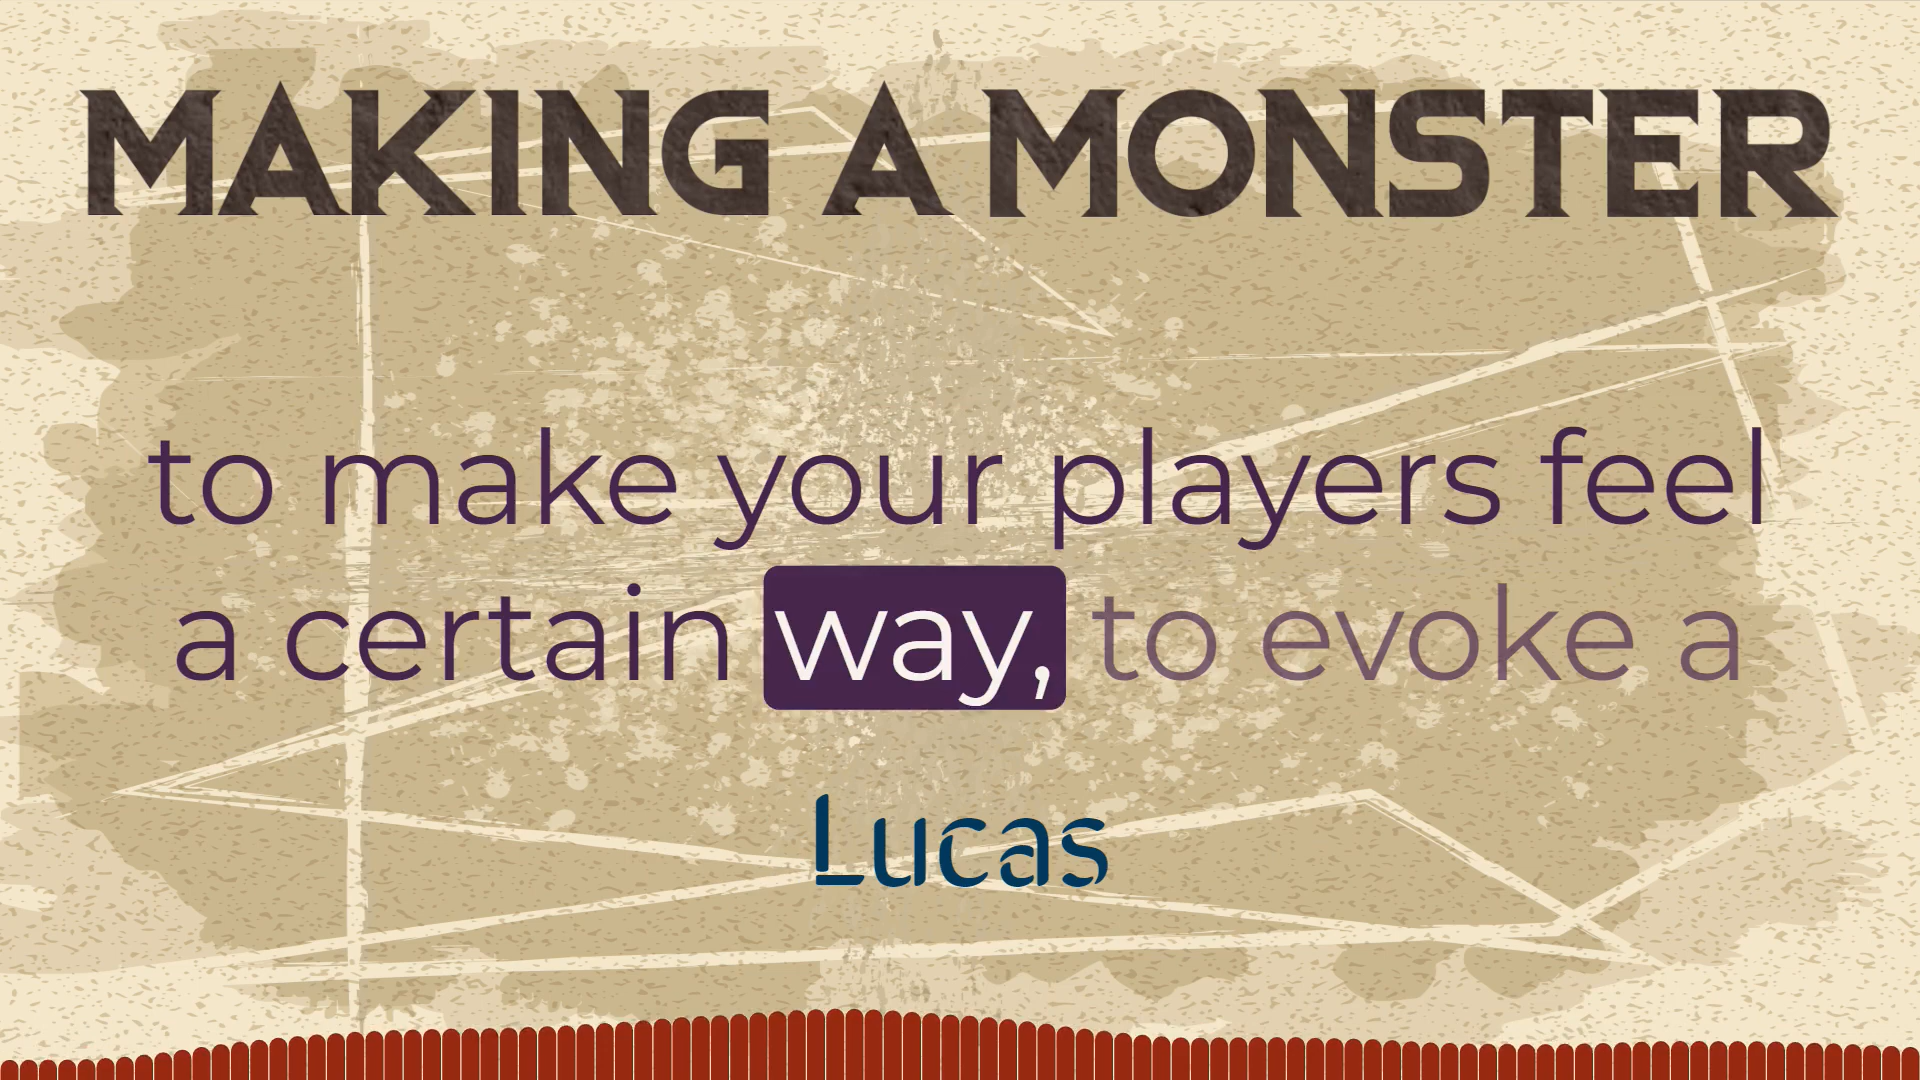 MAKING A MONSTER
to make your players feel
a certain way, to evoke a
Lucas